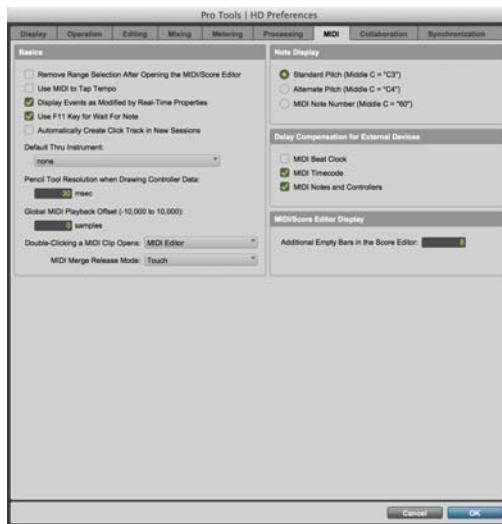 Pro Tools | HD Preferences
Display Operation Editing Mixing Metering Processing MIDI Collaboration Synchronization
Basics
Remove Range Selection After Opening the MIDI/Score Editor
Use MIDI to Tap Tempo
Display Events as Modified by Real-Time Properties
Use F11 Key for Wait For Note
Automatically Create Click Track in New Sessions
Default Thru Instrument:
none
Pencil Tool Resolution when Drawing Controller Data:
30 msec
Global MIDI Playback Offset (-10,000 to 10,000):
0 samples
Double-Clicking a MIDI Clip Opens: MIDI Editor
MIDI Merge Release Mode: Touch
Note Display
Standard Pitch (Middle C = "C3")
Alternate Pitch (Middle C = "C4")
MIDI Note Number (Middle C = "60")
Delay Compensation for External Devices
MIDI Beat Clock
MIDI Timecode
MIDI Notes and Controllers
MIDI/Score Editor Display
Additional Empty Bars in the Score Editor: 8
Cancel OK